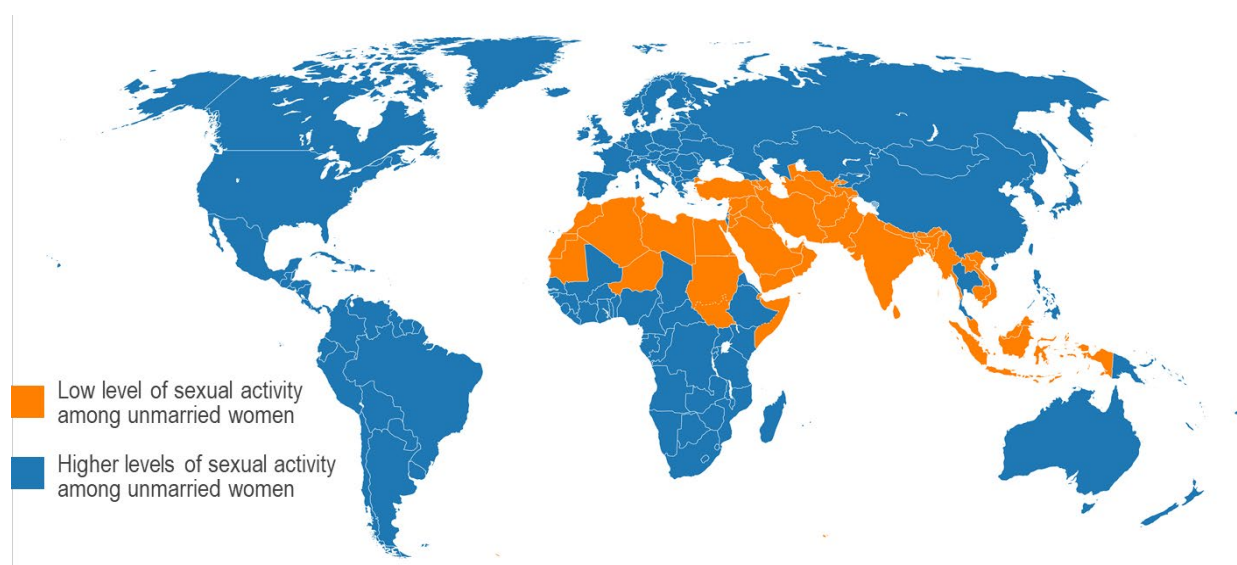 Low level of sexual activity
among unmarried women
Higher levels of sexual activity
among unmarried women